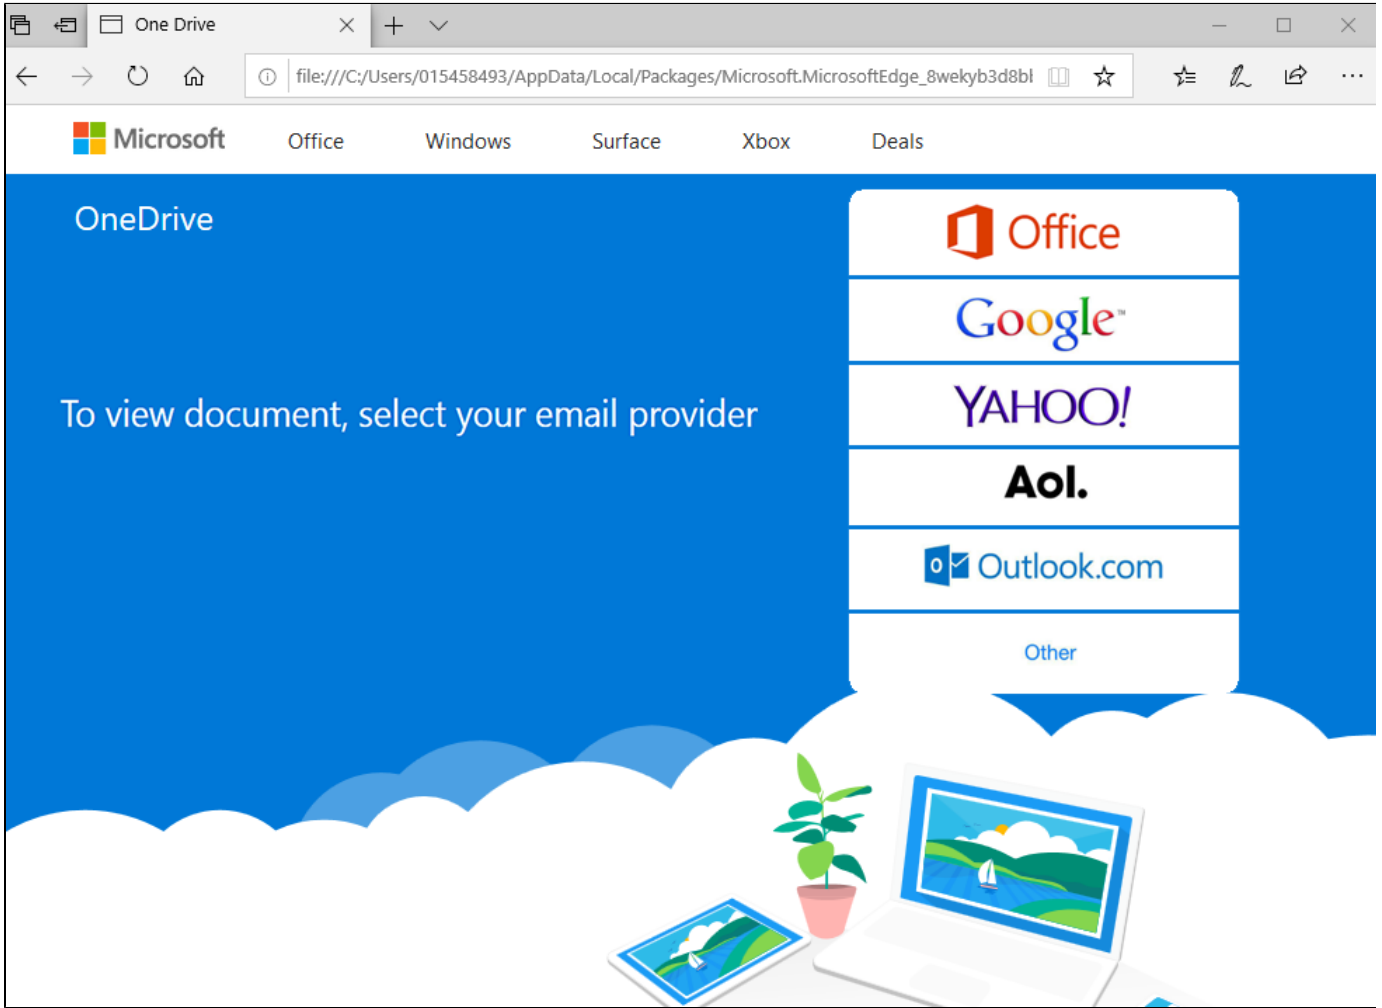 One Drive
file:///C:/Users/015458493/AppData/Local/Packages/Microsoft.MicrosoftEdge_8wekyb3d8bl
Microsoft Office Windows Surface Xbox Deals
OneDrive
To view document, select your email provider
Office
Google™
YAHOO!
Aol.
Outlook.com
Other